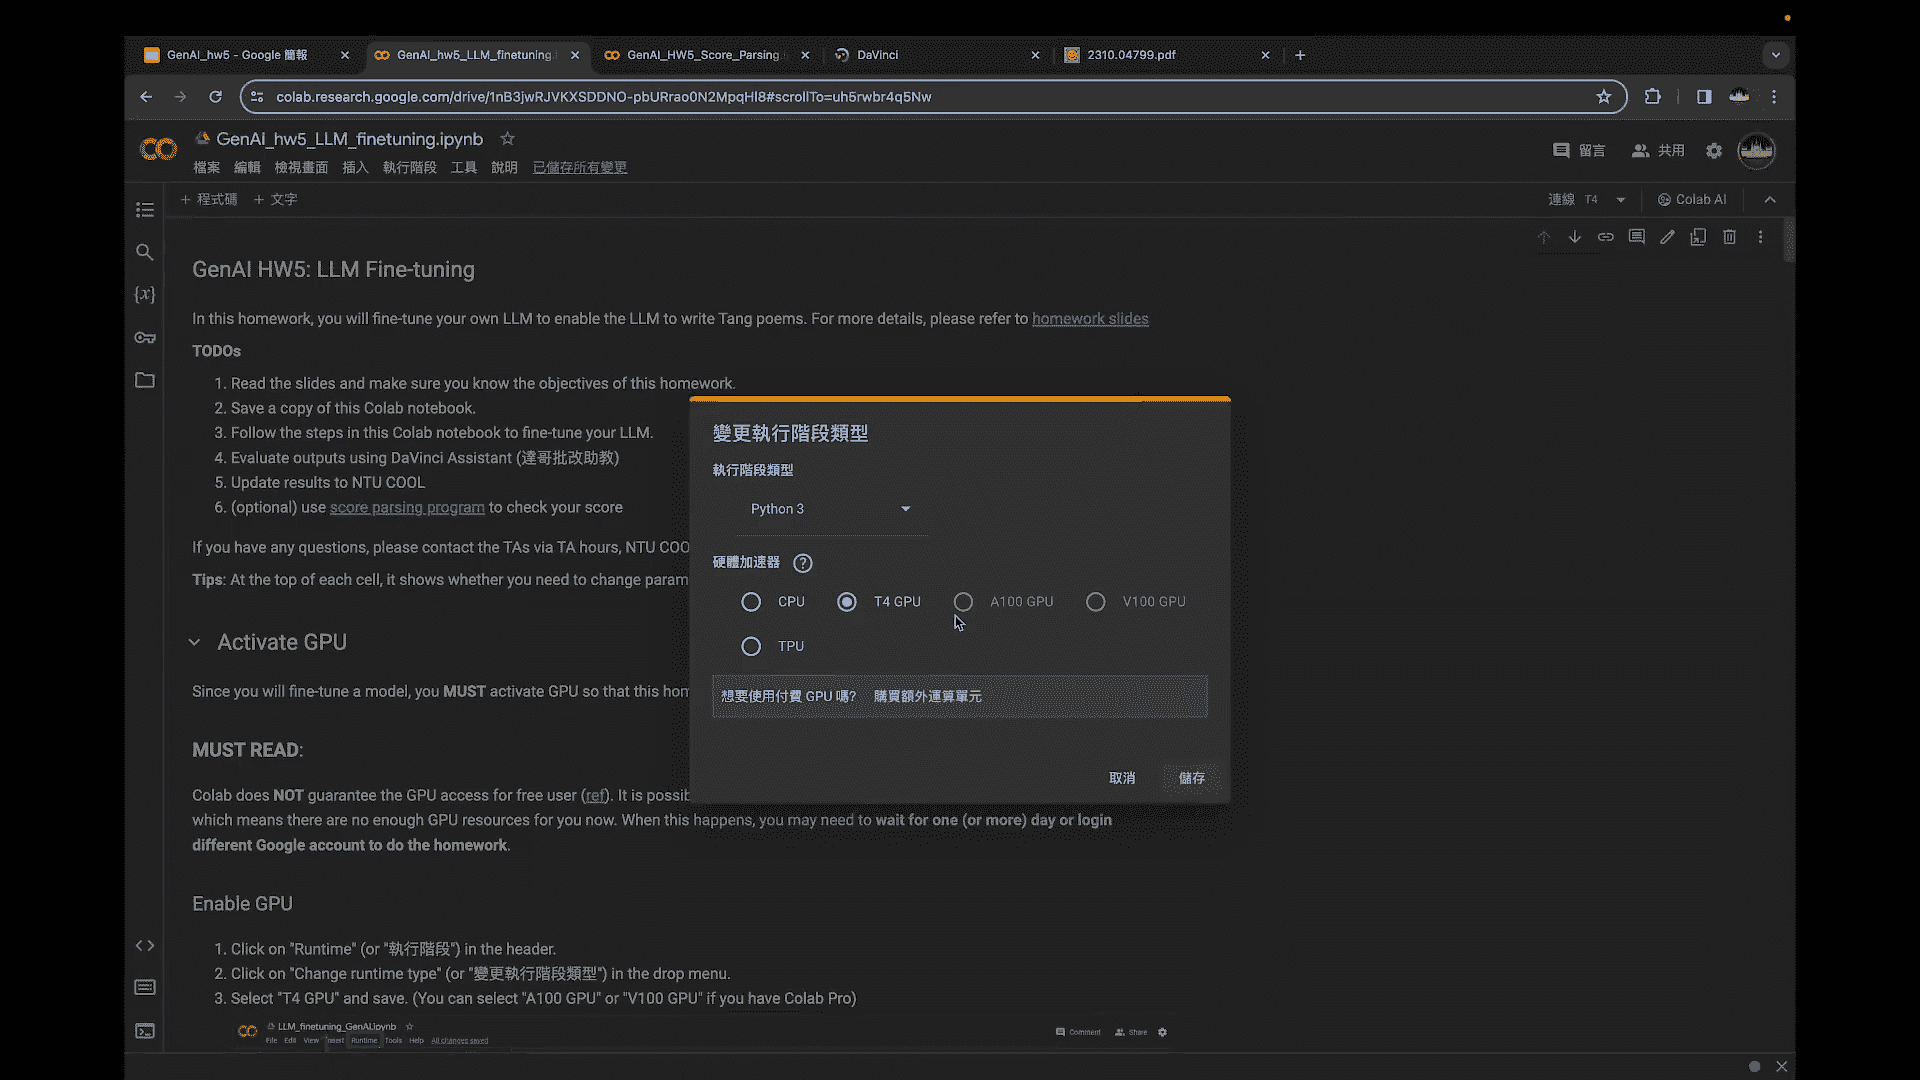 GenAI_hw5 - Google 簡報
GenAI_hw5_LLM_finetuning.
GenAI_HW5_Score_Parsing.
DaVinci
2310.04799.pdf
colab.research.google.com/drive/1nB3jwRJVKXSDDNO-pbURrao0N2MpqHl8#scrollTo=uh5rwbr4q5Nw
GenAI_hw5_LLM_finetuning.ipynb
留言
共用
檔案 編輯 檢視畫面 插入 執行階段 工具 說明 已儲存所有變更
+ 程式碼 + 文字
連線 T4
Colab AI
GenAI HW5: LLM Fine-tuning
In this homework, you will fine-tune your own LLM to enable the LLM to write Tang poems. For more details, please refer to homework slides
TODOs
1. Read the slides and make sure you know the objectives of this homework.
2. Save a copy of this Colab notebook.
3. Follow the steps in this Colab notebook to fine-tune your LLM.
4. Evaluate outputs using DaVinci Assistant (達哥批改助教)
5. Update results to NTU COOL
6. (optional) use score parsing program to check your score
If you have any questions, please contact the TAs via TA hours, NTU COO
Tips: At the top of each cell, it shows whether you need to change param
變更執行階段類型
執行階段類型
Python 3
硬體加速器
CPU
T4 GPU
A100 GPU
V100 GPU
TPU
想要使用付費 GPU 嗎? 購買額外運算單元
取消
儲存
Activate GPU
Since you will fine-tune a model, you MUST activate GPU so that this hom
MUST READ:
Colab does NOT guarantee the GPU access for free user (ref). It is possib
which means there are no enough GPU resources for you now. When this happens, you may need to wait for one (or more) day or login
different Google account to do the homework.
Enable GPU
1. Click on "Runtime" (or "執行階段") in the header.
2. Click on "Change runtime type" (or "變更執行階段類型") in the drop menu.
3. Select "T4 GPU" and save. (You can select "A100 GPU" or "V100 GPU" if you have Colab Pro)
LLM_finetuning_GenAI.ipynb
Comment
Share
File Edit View Insert Runtime Tools Help All changes saved